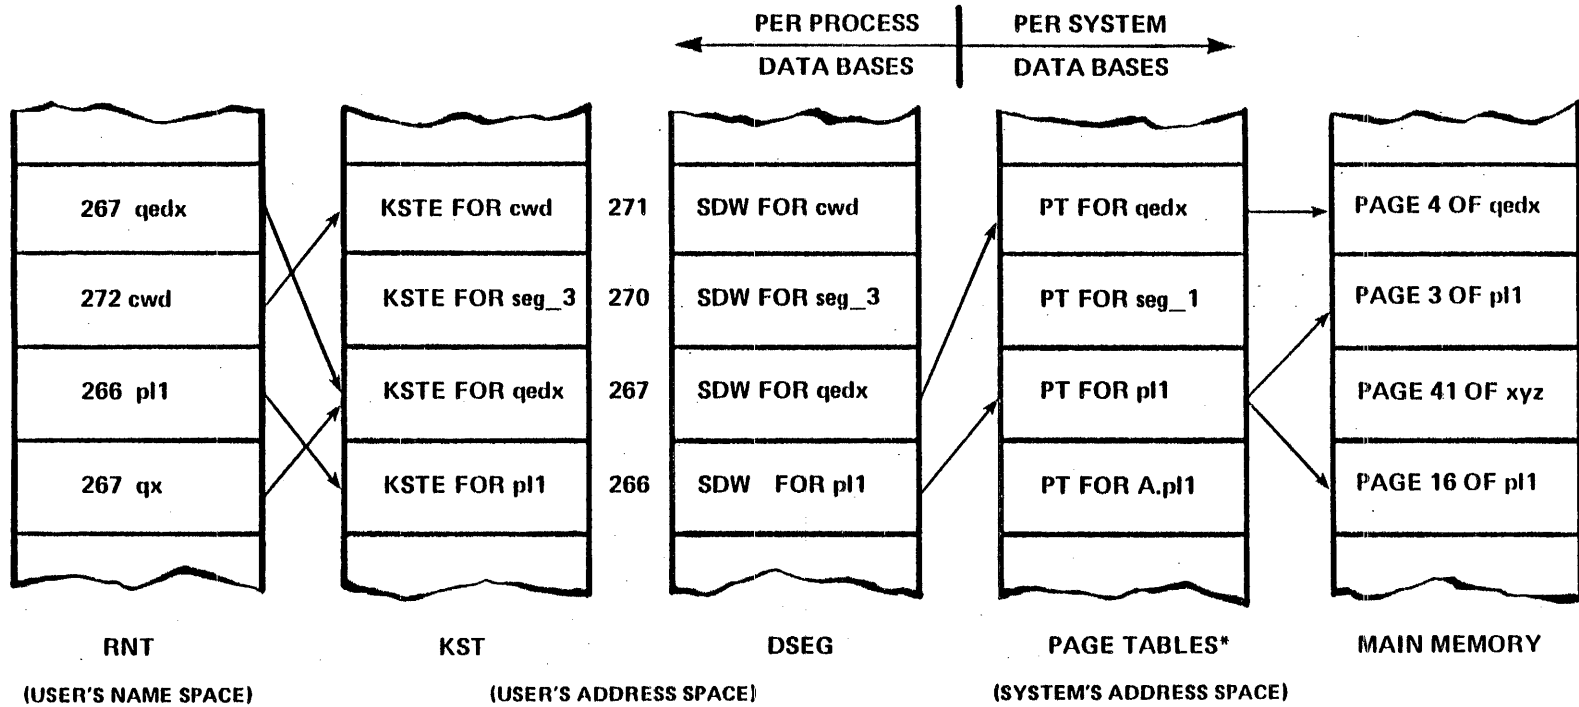 PER PROCESS PER SYSTEM
DATA BASES DATA BASES
267 qedx KSTE FOR cwd 271 SDW FOR cwd PT FOR qedx PAGE 4 OF qedx
272 cwd KSTE FOR seg_3 270 SDW FOR seg_3 PT FOR seg_1 PAGE 3 OF pl1
266 pl1 KSTE FOR qedx 267 SDW FOR qedx PT FOR pl1 PAGE 41 OF xyz
267 qx KSTE FOR pl1 266 SDW FOR pl1 PT FOR A.pl1 PAGE 16 OF pl1
RNT KST DSEG PAGE TABLES* MAIN MEMORY
(USER'S NAME SPACE) (USER'S ADDRESS SPACE) (SYSTEM'S ADDRESS SPACE)